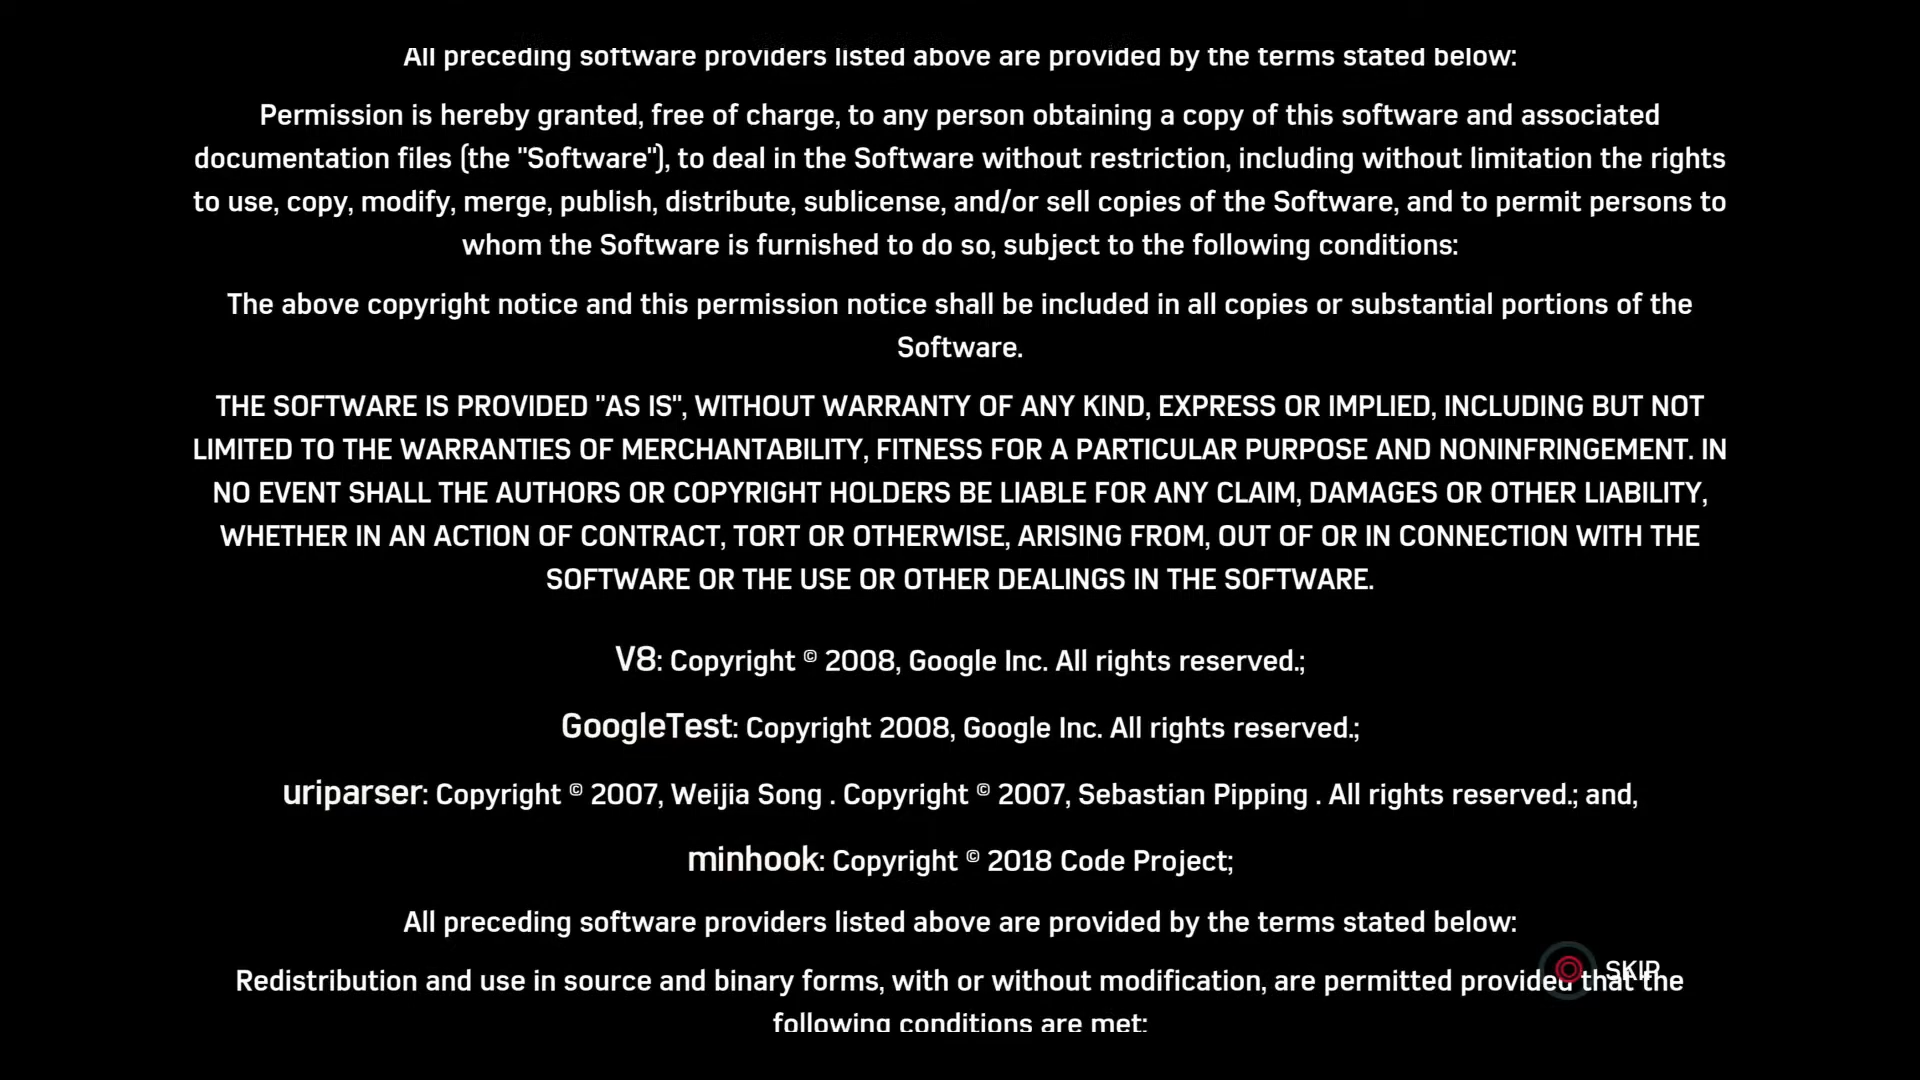 All preceding software providers listed above are provided by the terms stated below:
Permission is hereby granted, free of charge, to any person obtaining a copy of this software and associated
documentation files (the "Software"), to deal in the Software without restriction, including without limitation the rights
to use, copy, modify, merge, publish, distribute, sublicense, and/or sell copies of the Software, and to permit persons to
whom the Software is furnished to do so, subject to the following conditions:
The above copyright notice and this permission notice shall be included in all copies or substantial portions of the
Software.
THE SOFTWARE IS PROVIDED "AS IS", WITHOUT WARRANTY OF ANY KIND, EXPRESS OR IMPLIED, INCLUDING BUT NOT
LIMITED TO THE WARRANTIES OF MERCHANTABILITY, FITNESS FOR A PARTICULAR PURPOSE AND NONINFRINGEMENT. IN
NO EVENT SHALL THE AUTHORS OR COPYRIGHT HOLDERS BE LIABLE FOR ANY CLAIM, DAMAGES OR OTHER LIABILITY,
WHETHER IN AN ACTION OF CONTRACT, TORT OR OTHERWISE, ARISING FROM, OUT OF OR IN CONNECTION WITH THE
SOFTWARE OR THE USE OR OTHER DEALINGS IN THE SOFTWARE.
V8: Copyright © 2008, Google Inc. All rights reserved.;
GoogleTest: Copyright 2008, Google Inc. All rights reserved.;
uriparser: Copyright © 2007, Weijia Song . Copyright © 2007, Sebastian Pipping . All rights reserved.; and,
minhook: Copyright © 2018 Code Project;
All preceding software providers listed above are provided by the terms stated below:
Redistribution and use in source and binary forms, with or without modification, are permitted provided that the
following conditions are met:
SKIP